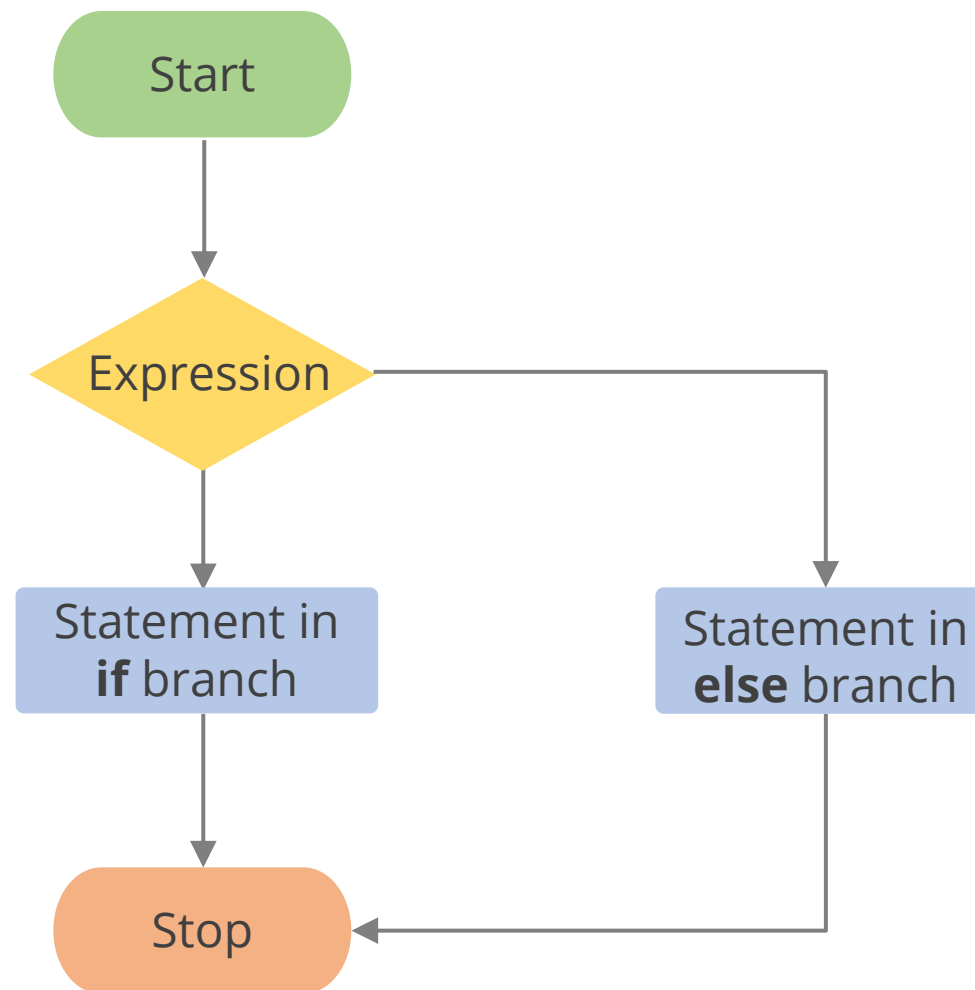 Start
Expression
Statement in
if branch
Statement in
else branch
Stop